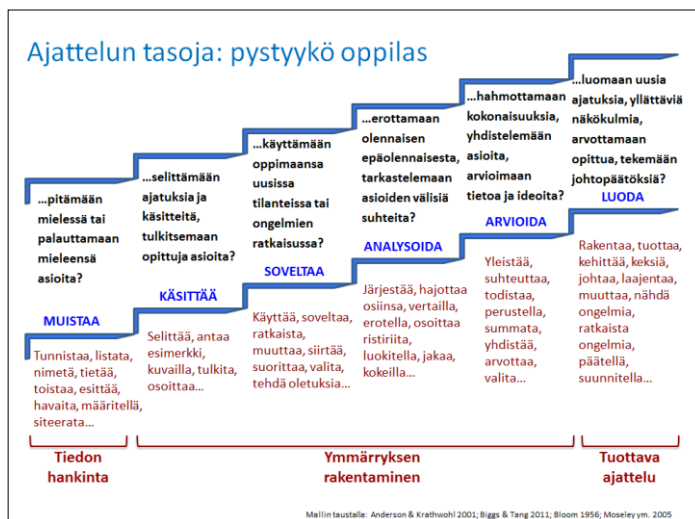 Ajattelun tasoja: pystyykö oppilas
…pitämään
mielessä tai
palauttamaan
mieleensä
asioita?
MUISTAA
Tunnistaa, listata,
nimetä, tietää,
toistaa, esittää,
havaita, määritellä,
siteerata…
…selittämään
ajatuksia ja
käsitteitä,
tulkitsemaan
opittuja asioita?
KÄSITTÄÄ
Selittää, antaa
esimerkki,
kuvailla, tulkita,
osoittaa…
…käyttämään
oppimaansa
uusissa
tilanteissa tai
ongelmien
ratkaisussa?
SOVELTAA
Käyttää, soveltaa,
ratkaista,
muuttaa, siirtää,
suorittaa, valita,
tehdä oletuksia…
…erottamaan
olennaisen
epäolennaisesta,
tarkastelemaan
asioiden välisiä
suhteita?
ANALYSOIDA
Järjestää, hajottaa
osiinsa, vertailla,
erotella, osoittaa
ristiriita,
luokitella, jakaa,
kokeilla…
…hahmottamaan
kokonaisuuksia,
yhdistelemään
asioita,
arvioimaan
tietoa ja ideoita?
ARVIOIDA
Yleistää,
suhteuttaa,
todistaa,
perustella,
summata,
yhdistää,
arvottaa,
valita…
…luomaan uusia
ajatuksia, yllättäviä
näkökulmia,
arvottamaan
opittua, tekemään
johtopäätöksiä?
LUODA
Rakentaa, tuottaa,
kehittää, keksiä,
johtaa, laajentaa,
muuttaa, nähdä
ongelmia,
ratkaista
ongelmia,
päätellä,
suunnitella…
Tiedon
hankinta
Ymmärryksen
rakentaminen
Tuottava
ajattelu
Mallin taustalla: Anderson & Krathwohl 2001; Biggs & Tang 2011; Bloom 1956; Moseley ym. 2005